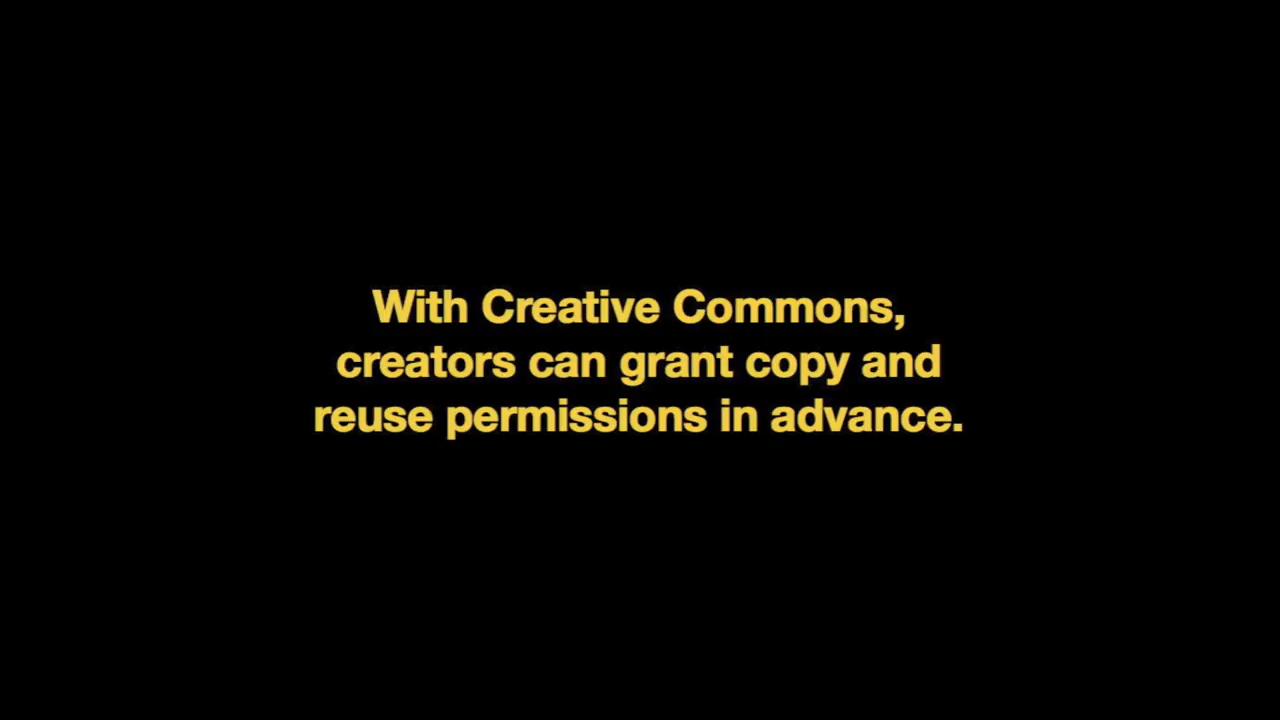 With Creative Commons,
creators can grant copy and
reuse permissions in advance.